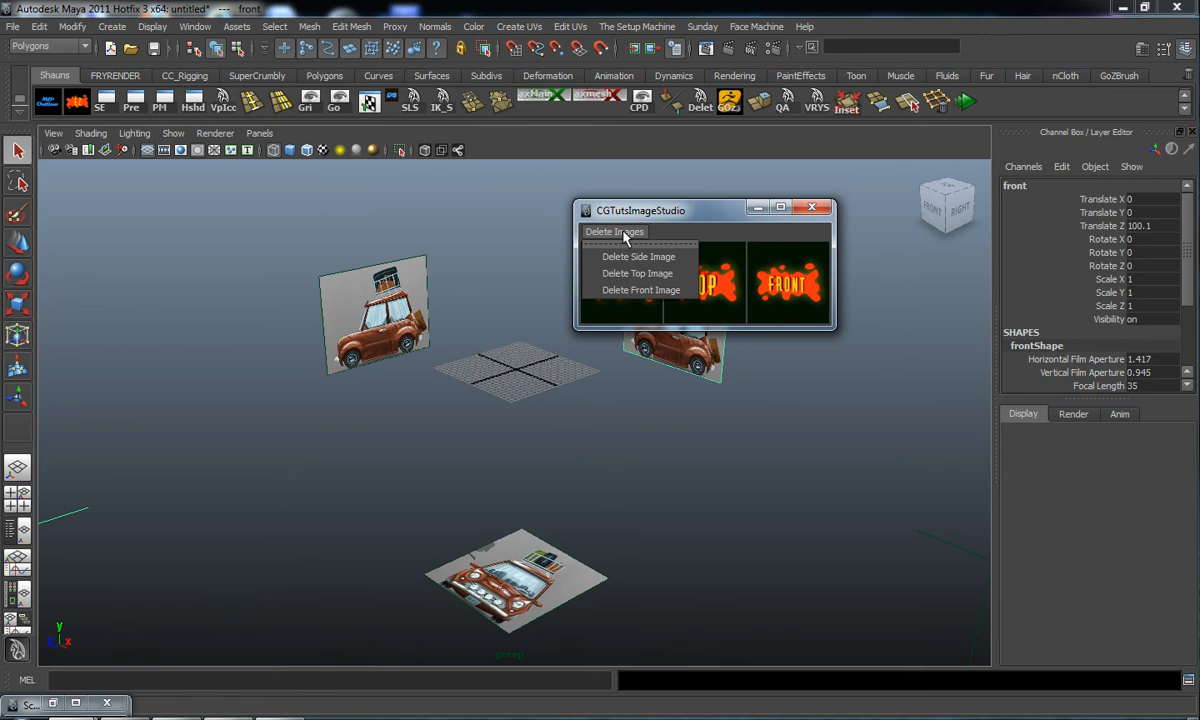 Autodesk Maya 2011 Hotfix 3 x64: untitled* --- front
File Edit Modify Create Display Window Assets Select Mesh Edit Mesh Proxy Normals Color Create UVs Edit UVs The Setup Machine Sunday Face Machine Help
Polygons
Shauns FRYRENDER CC_Rigging SuperCrumbly Polygons Curves Surfaces Subdivs Deformation Animation Dynamics Rendering PaintEffects Toon Muscle Fluids Fur Hair nCloth GoZBrush
SE Pre PM Hshd VpIcc Gri Go SLS IK_S axMain axmesh CPD Delet GOZs QA VRYS Inset
View Shading Lighting Show Renderer Panels
Channel Box / Layer Editor
Channels Edit Object Show
front
Translate X 0
Translate Y 0
Translate Z 100.1
Rotate X 0
Rotate Y 0
Rotate Z 0
Scale X 1
Scale Y 1
Scale Z 1
Visibility on
SHAPES
frontShape
Horizontal Film Aperture 1.417
Vertical Film Aperture 0.945
Focal Length 35
Display Render Anim
FRONT RIGHT
CGTutsImageStudio
Delete Images
Delete Side Image
Delete Top Image
Delete Front Image
FRONT
y
z x
persp
MEL
Sc...